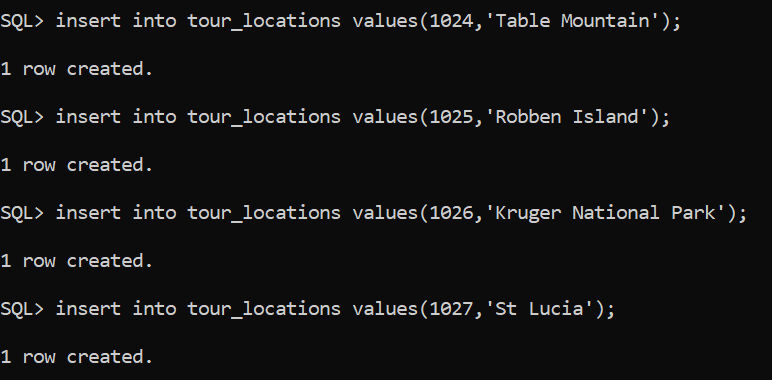 SQL> insert into tour_locations values(1024,'Table Mountain');
1 row created.
SQL> insert into tour_locations values(1025,'Robben Island');
1 row created.
SQL> insert into tour_locations values(1026,'Kruger National Park');
1 row created.
SQL> insert into tour_locations values(1027,'St Lucia');
1 row created.